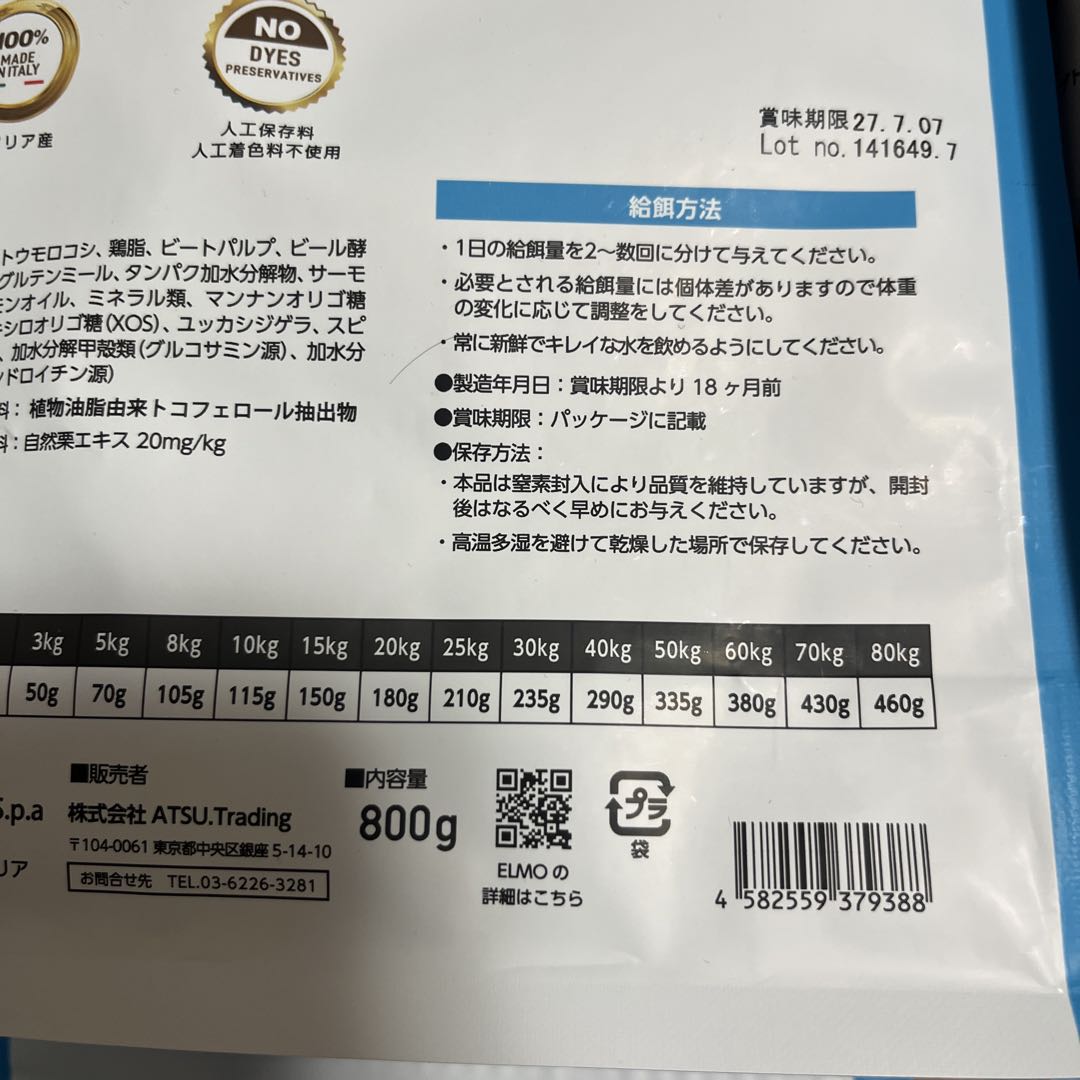 100%
MADE
IN ITALY
リア産
NO
DYES
PRESERVATIVES
人工保存料
人工着色料不使用
賞味期限27.7.07
Lot no.141649.7
トウモロコシ、鶏脂、ビートパルプ、ビール酵
グルテンミール、タンパク加水分解物、サーモ
モンオイル、ミネラル類、マンナンオリゴ糖
キシロオリゴ糖(XOS)、ユッカシジゲラ、スピ
、加水分解甲殻類(グルコサミン源)、加水分
ンドロイチン源)
料：植物油脂由来トコフェロール抽出物
料：自然栗エキス 20mg/kg
給餌方法
・1日の給餌量を2〜数回に分けて与えてください。
・必要とされる給餌量には個体差がありますので体重
の変化に応じて調整をしてください。
・常に新鮮でキレイな水を飲めるようにしてください。
●製造年月日：賞味期限より 18 ヶ月前
●賞味期限：パッケージに記載
●保存方法：
・本品は窒素封入により品質を維持していますが、開封
後はなるべく早めにお与えください。
・高温多湿を避けて乾燥した場所で保存してください。
3kg 5kg 8kg 10kg 15kg 20kg 25kg 30kg 40kg 50kg 60kg 70kg 80kg
50g 70g 105g 115g 150g 180g 210g 235g 290g 335g 380g 430g 460g
S.p.a
リア
■販売者
株式会社 ATSU.Trading
〒104-0061 東京都中央区銀座 5-14-10
お問合せ先 TEL.03-6226-3281
■内容量
800g
ELMO の
詳細はこちら
プラ
袋
4 582559 379388